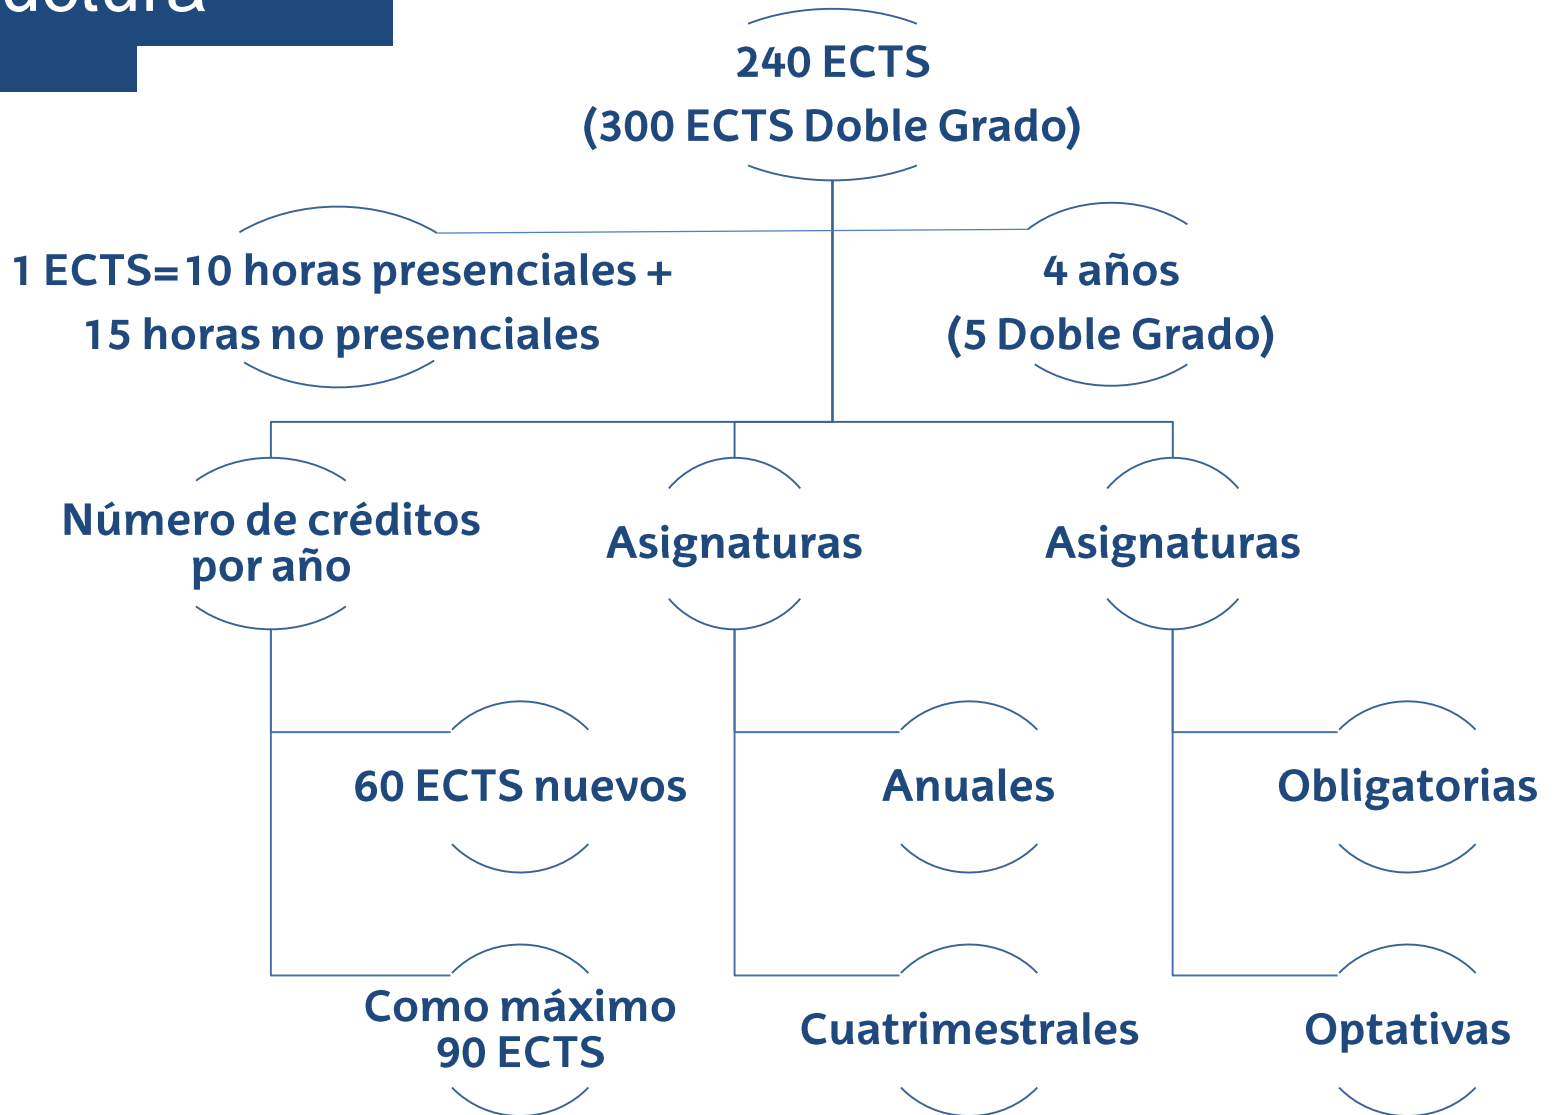 240 ECTS
(300 ECTS Doble Grado)
1 ECTS=10 horas presenciales +
15 horas no presenciales
4 años
(5 Doble Grado)
Número de créditos
por año
Asignaturas
Asignaturas
60 ECTS nuevos
Anuales
Obligatorias
Como máximo
90 ECTS
Cuatrimestrales
Optativas